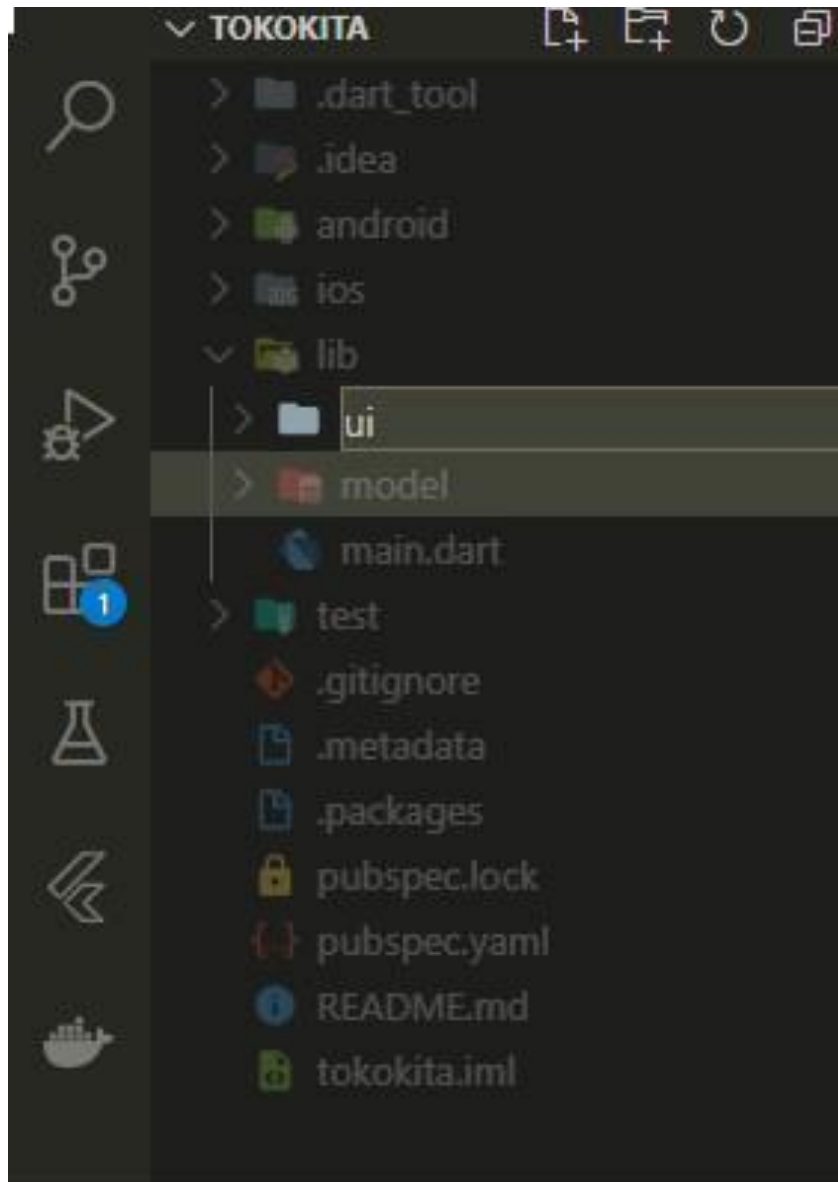 TOKOKITA
.dart_tool
.idea
android
ios
lib
ui
model
main.dart
test
.gitignore
.metadata
.packages
pubspec.lock
pubspec.yaml
README.md
tokokita.iml
1